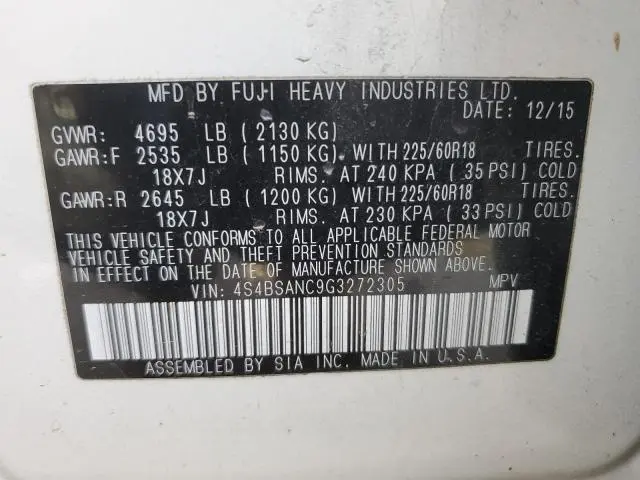 MFD BY FUJI HEAVY INDUSTRIES LTD.
DATE: 12/15
GVWR: 4695 LB ( 2130 KG)
GAWR:F 2535 LB ( 1150 KG). WITH 225/60R18 TIRES.
18X7J RIMS. AT 240 KPA ( 35 PSI) COLD
GAWR:R 2645 LB ( 1200 KG) WITH 225/60R18 TIRES.
18X7J RIMS. AT 230 KPA ( 33 PSI) COLD
THIS VEHICLE CONFORMS TO ALL APPLICABLE FEDERAL MOTOR
VEHICLE SAFETY AND THEFT PREVENTION STANDARDS
IN EFFECT ON THE DATE OF MANUFACTURE SHOWN ABOVE.
VIN: 4S4BSANC9G3272305 MPV
ASSEMBLED BY SIA INC. MADE IN U.S.A.